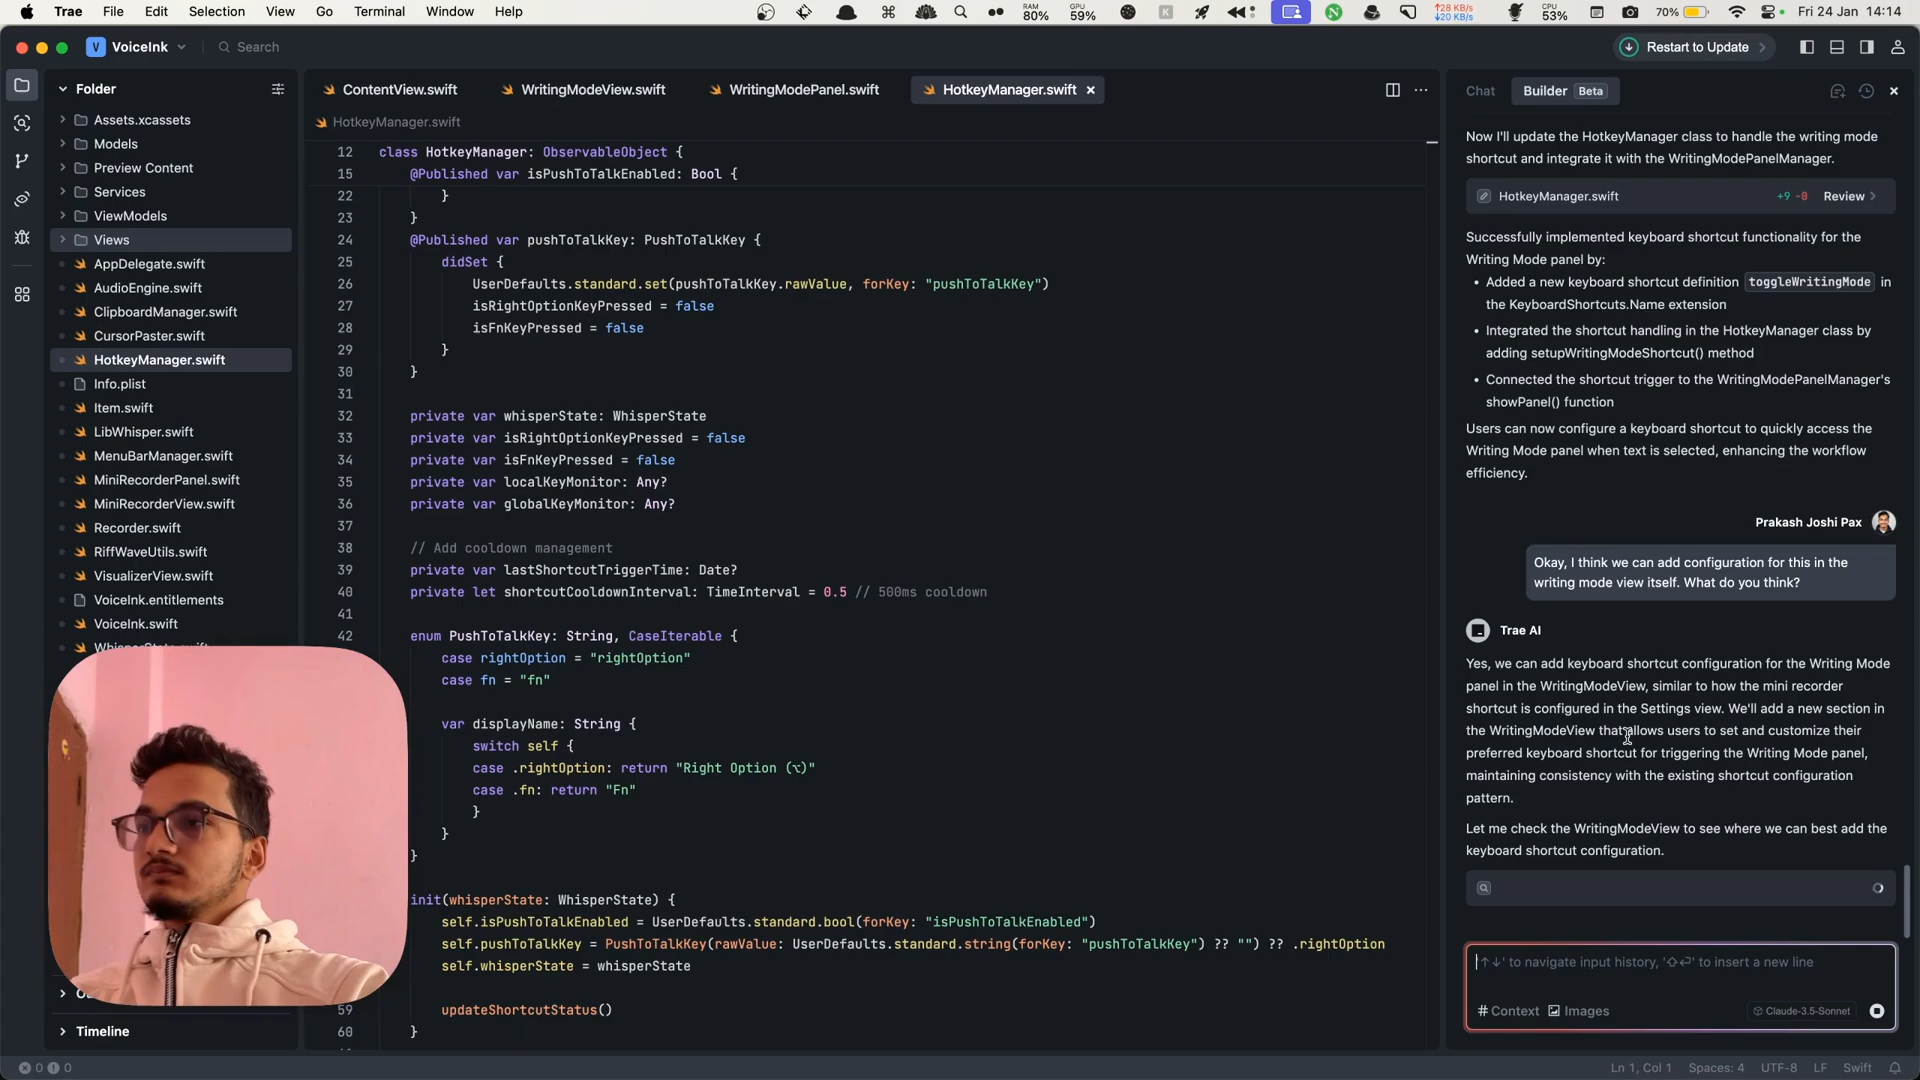 Trae File Edit Selection View Go Terminal Window Help
RAM 80% GPU 59% K N 28 KB/s 20 KB/s CPU 53% 70% Fri 24 Jan 14:14
V VoiceInk Search Restart to Update
Folder
Assets.xcassets
Models
Preview Content
Services
ViewModels
Views
AppDelegate.swift
AudioEngine.swift
ClipboardManager.swift
CursorPaster.swift
HotkeyManager.swift
Info.plist
Item.swift
LibWhisper.swift
MenuBarManager.swift
MiniRecorderPanel.swift
MiniRecorderView.swift
Recorder.swift
RiffWaveUtils.swift
VisualizerView.swift
VoiceInk.entitlements
VoiceInk.swift
Timeline
ContentView.swift WritingModeView.swift WritingModePanel.swift HotkeyManager.swift
HotkeyManager.swift
12 class HotkeyManager: ObservableObject {
15 @Published var isPushToTalkEnabled: Bool {
22 }
23 }
24 @Published var pushToTalkKey: PushToTalkKey {
25 didSet {
26 UserDefaults.standard.set(pushToTalkKey.rawValue, forKey: "pushToTalkKey")
27 isRightOptionKeyPressed = false
28 isFnKeyPressed = false
29 }
30 }
31
32 private var whisperState: WhisperState
33 private var isRightOptionKeyPressed = false
34 private var isFnKeyPressed = false
35 private var localKeyMonitor: Any?
36 private var globalKeyMonitor: Any?
37
38 // Add cooldown management
39 private var lastShortcutTriggerTime: Date?
40 private let shortcutCooldownInterval: TimeInterval = 0.5 // 500ms cooldown
41
42 enum PushToTalkKey: String, CaseIterable {
case rightOption = "rightOption"
case fn = "fn"
var displayName: String {
switch self {
case .rightOption: return "Right Option (⌥)"
case .fn: return "Fn"
}
}
}
init(whisperState: WhisperState) {
self.isPushToTalkEnabled = UserDefaults.standard.bool(forKey: "isPushToTalkEnabled")
self.pushToTalkKey = PushToTalkKey(rawValue: UserDefaults.standard.string(forKey: "pushToTalkKey") ?? "") ?? .rightOption
self.whisperState = whisperState
59 updateShortcutStatus()
60 }
Chat Builder Beta
Now I'll update the HotkeyManager class to handle the writing mode
shortcut and integrate it with the WritingModePanelManager.
HotkeyManager.swift +9 -0 Review
Successfully implemented keyboard shortcut functionality for the
Writing Mode panel by:
• Added a new keyboard shortcut definition toggleWritingMode in
the KeyboardShortcuts.Name extension
• Integrated the shortcut handling in the HotkeyManager class by
adding setupWritingModeShortcut() method
• Connected the shortcut trigger to the WritingModePanelManager's
showPanel() function
Users can now configure a keyboard shortcut to quickly access the
Writing Mode panel when text is selected, enhancing the workflow
efficiency.
Prakash Joshi Pax
Okay, I think we can add configuration for this in the
writing mode view itself. What do you think?
Trae AI
Yes, we can add keyboard shortcut configuration for the Writing Mode
panel in the WritingModeView, similar to how the mini recorder
shortcut is configured in the Settings view. We'll add a new section in
the WritingModeView that allows users to set and customize their
preferred keyboard shortcut for triggering the Writing Mode panel,
maintaining consistency with the existing shortcut configuration
pattern.
Let me check the WritingModeView to see where we can best add the
keyboard shortcut configuration.
'↑↓' to navigate input history, '⇧⏎' to insert a new line
# Context Images Claude-3.5-Sonnet
0 0 Ln 1, Col 1 Spaces: 4 UTF-8 LF Swift